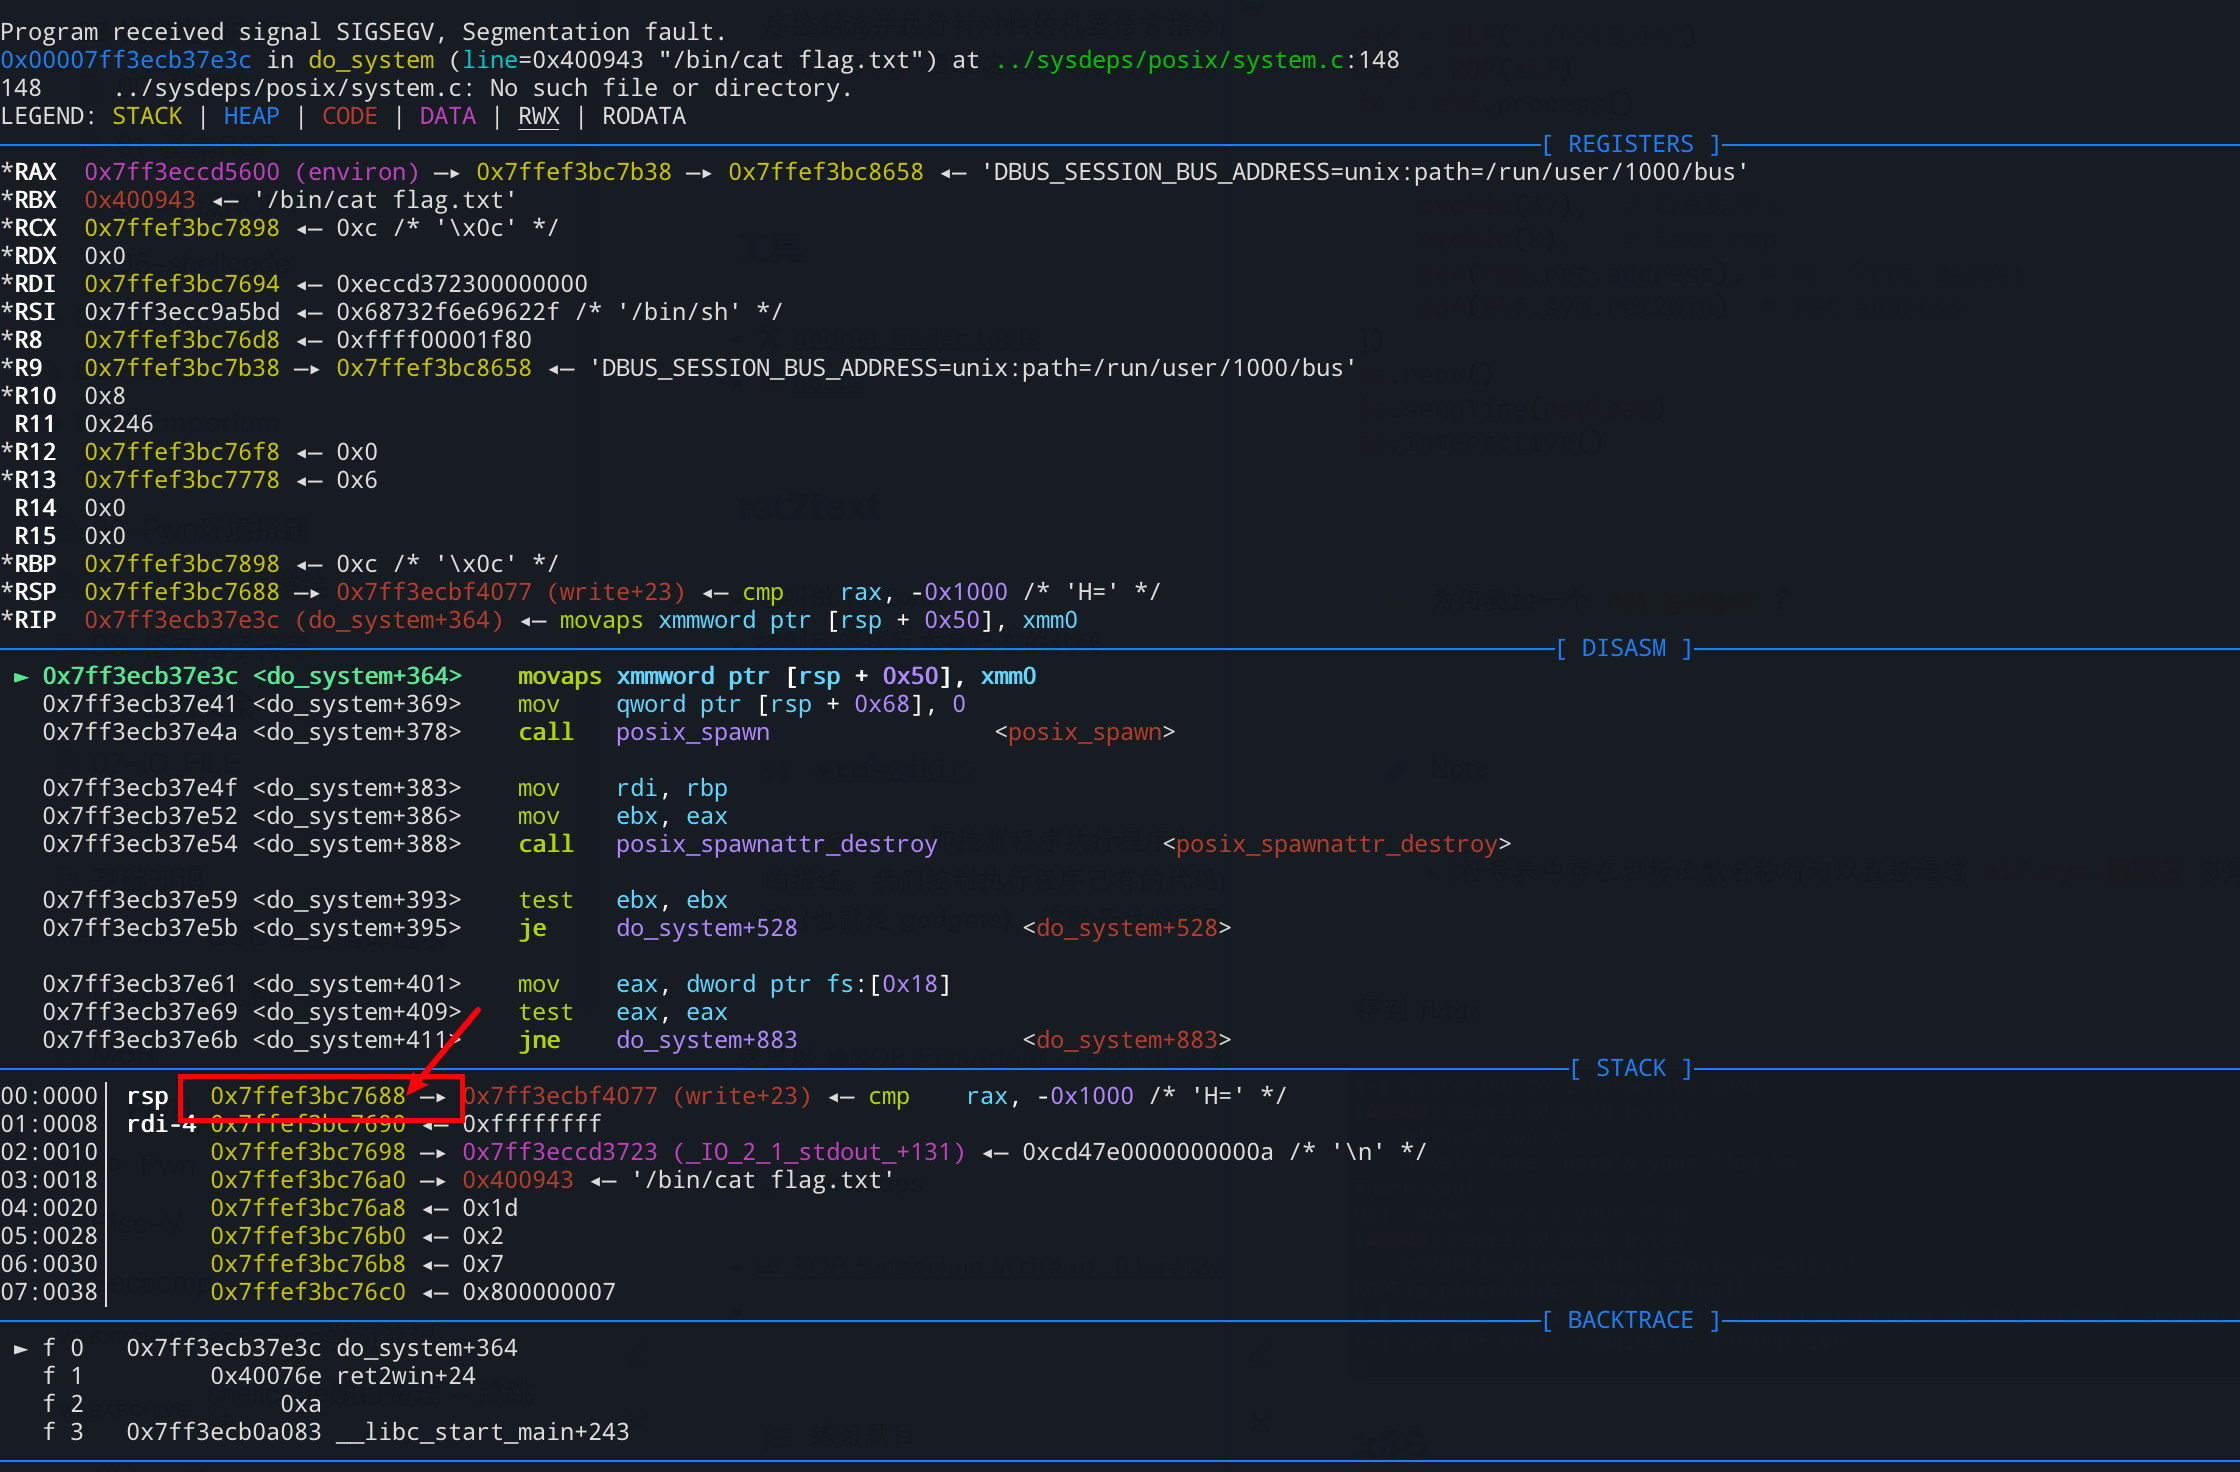 Program received signal SIGSEGV, Segmentation fault.
0x00007ff3ecb37e3c in do_system (line=0x400943 "/bin/cat flag.txt") at ../sysdeps/posix/system.c:148
148     ../sysdeps/posix/system.c: No such file or directory.
LEGEND: STACK | HEAP | CODE | DATA | RWX | RODATA
[ REGISTERS ]
*RAX  0x7ff3eccd5600 (environ) —▸ 0x7ffef3bc7b38 —▸ 0x7ffef3bc8658 ◂— 'DBUS_SESSION_BUS_ADDRESS=unix:path=/run/user/1000/bus'
*RBX  0x400943 ◂— '/bin/cat flag.txt'
*RCX  0x7ffef3bc7898 ◂— 0xc /* '\x0c' */
*RDX  0x0
*RDI  0x7ffef3bc7694 ◂— 0xeccd372300000000
*RSI  0x7ff3ecc9a5bd ◂— 0x68732f6e69622f /* '/bin/sh' */
*R8   0x7ffef3bc76d8 ◂— 0xffff00001f80
*R9   0x7ffef3bc7b38 —▸ 0x7ffef3bc8658 ◂— 'DBUS_SESSION_BUS_ADDRESS=unix:path=/run/user/1000/bus'
*R10  0x8
 R11  0x246
*R12  0x7ffef3bc76f8 ◂— 0x0
*R13  0x7ffef3bc7778 ◂— 0x6
 R14  0x0
 R15  0x0
*RBP  0x7ffef3bc7898 ◂— 0xc /* '\x0c' */
*RSP  0x7ffef3bc7688 —▸ 0x7ff3ecbf4077 (write+23) ◂— cmp    rax, -0x1000 /* 'H=' */
*RIP  0x7ff3ecb37e3c (do_system+364) ◂— movaps xmmword ptr [rsp + 0x50], xmm0
[ DISASM ]
► 0x7ff3ecb37e3c <do_system+364>    movaps xmmword ptr [rsp + 0x50], xmm0
0x7ff3ecb37e41 <do_system+369>    mov    qword ptr [rsp + 0x68], 0
0x7ff3ecb37e4a <do_system+378>    call   posix_spawn                <posix_spawn>
0x7ff3ecb37e4f <do_system+383>    mov    rdi, rbp
0x7ff3ecb37e52 <do_system+386>    mov    ebx, eax
0x7ff3ecb37e54 <do_system+388>    call   posix_spawnattr_destroy                <posix_spawnattr_destroy>
0x7ff3ecb37e59 <do_system+393>    test   ebx, ebx
0x7ff3ecb37e5b <do_system+395>    je     do_system+528                <do_system+528>
0x7ff3ecb37e61 <do_system+401>    mov    eax, dword ptr fs:[0x18]
0x7ff3ecb37e69 <do_system+409>    test   eax, eax
0x7ff3ecb37e6b <do_system+411>    jne    do_system+883                <do_system+883>
[ STACK ]
00:0000│ rsp   0x7ffef3bc7688 —▸ 0x7ff3ecbf4077 (write+23) ◂— cmp    rax, -0x1000 /* 'H=' */
01:0008│ rdi-4 0x7ffef3bc7690 ◂— 0xffffffff
02:0010│       0x7ffef3bc7698 —▸ 0x7ff3eccd3723 (_IO_2_1_stdout_+131) ◂— 0xcd47e0000000000a /* '\n' */
03:0018│       0x7ffef3bc76a0 —▸ 0x400943 ◂— '/bin/cat flag.txt'
04:0020│       0x7ffef3bc76a8 ◂— 0x1d
05:0028│       0x7ffef3bc76b0 ◂— 0x2
06:0030│       0x7ffef3bc76b8 ◂— 0x7
07:0038│       0x7ffef3bc76c0 ◂— 0x800000007
[ BACKTRACE ]
► f 0   0x7ff3ecb37e3c do_system+364
f 1         0x40076e ret2win+24
f 2              0xa
f 3   0x7ff3ecb0a083 __libc_start_main+243